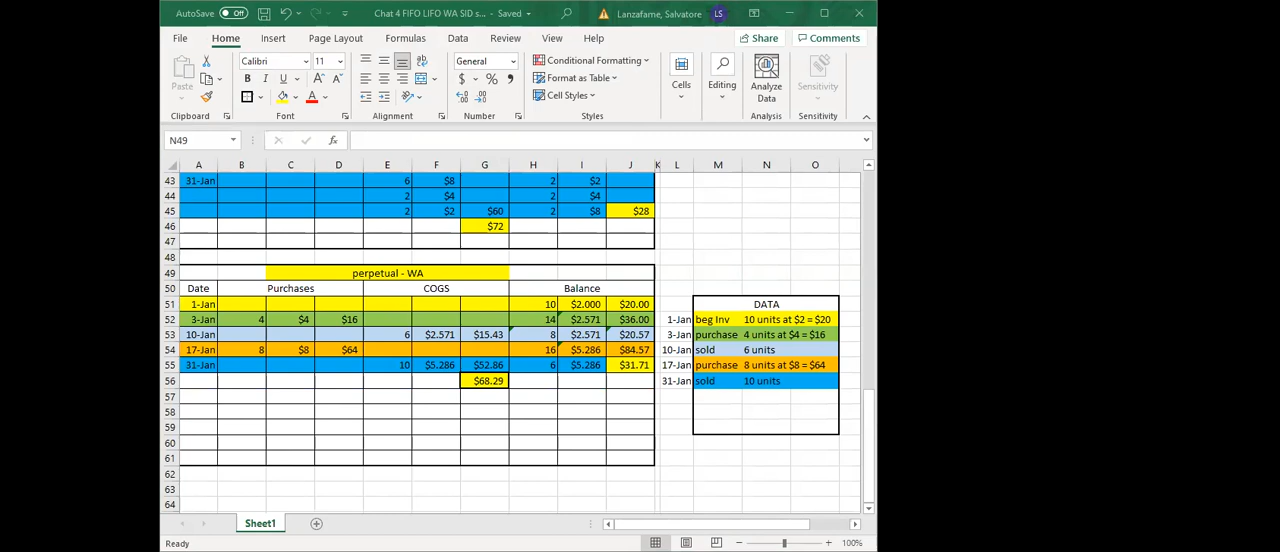 AutoSave Off Chat 4 FIFO LIFO WA SID s... - Saved Lanzafame, Salvatore LS
File Home Insert Page Layout Formulas Data Review View Help Share Comments
Calibri 11 General Conditional Formatting
Paste B I U $ % Format as Table Cells Editing Analyze Data Sensitivity
Cell Styles
Clipboard Font Alignment Number Styles Analysis Sensitivity
N49 fx
A B C D E F G H I J K L M N O
43 31-Jan 6 $8 2 $2
44 2 $4 2 $4
45 2 $2 $60 2 $8 $28
46 $72
47
48
49 perpetual - WA
50 Date Purchases COGS Balance DATA
51 1-Jan 10 $2.000 $20.00
52 3-Jan 4 $4 $16 14 $2.571 $36.00 1-Jan beg Inv 10 units at $2 = $20
53 10-Jan 6 $2.571 $15.43 8 $2.571 $20.57 3-Jan purchase 4 units at $4 = $16
54 17-Jan 8 $8 $64 16 $5.286 $84.57 10-Jan sold 6 units
55 31-Jan 10 $5.286 $52.86 6 $5.286 $31.71 17-Jan purchase 8 units at $8 = $64
56 $68.29 31-Jan sold 10 units
57
58
59
60
61
62
63
64
Sheet1
Ready 100%